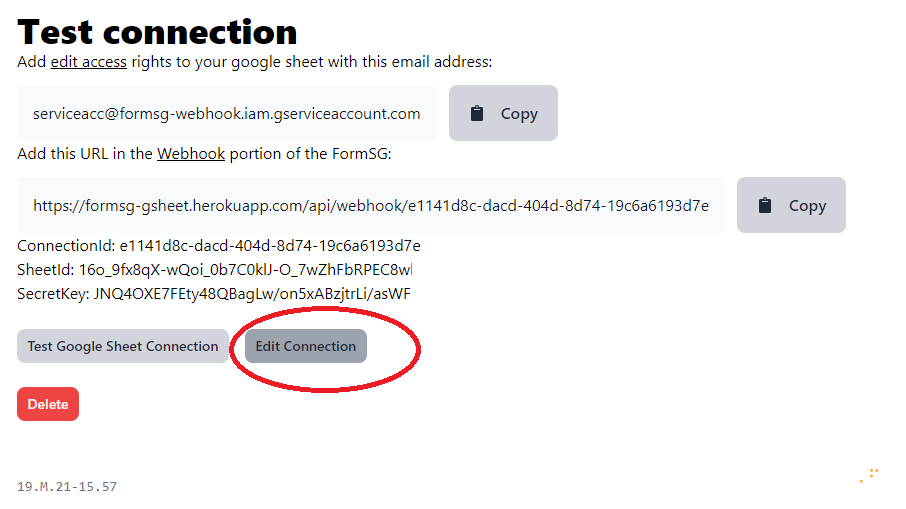 Test connection
Add edit access rights to your google sheet with this email address:
serviceacc@formsg-webhook.iam.gserviceaccount.com
Copy
Add this URL in the Webhook portion of the FormSG:
https://formsg-gsheet.herokuapp.com/api/webhook/e1141d8c-dacd-404d-8d74-19c6a6193d7e
Copy
ConnectionId: e1141d8c-dacd-404d-8d74-19c6a6193d7e
SheetId: 16o_9fx8qX-wQoi_0b7C0klJ-O_7wZhFbRPEC8w
SecretKey: JNQ4OXE7FEty48QBagLw/on5xABzjtrLi/asWF
Test Google Sheet Connection
Edit Connection
Delete
19.M.21-15.57